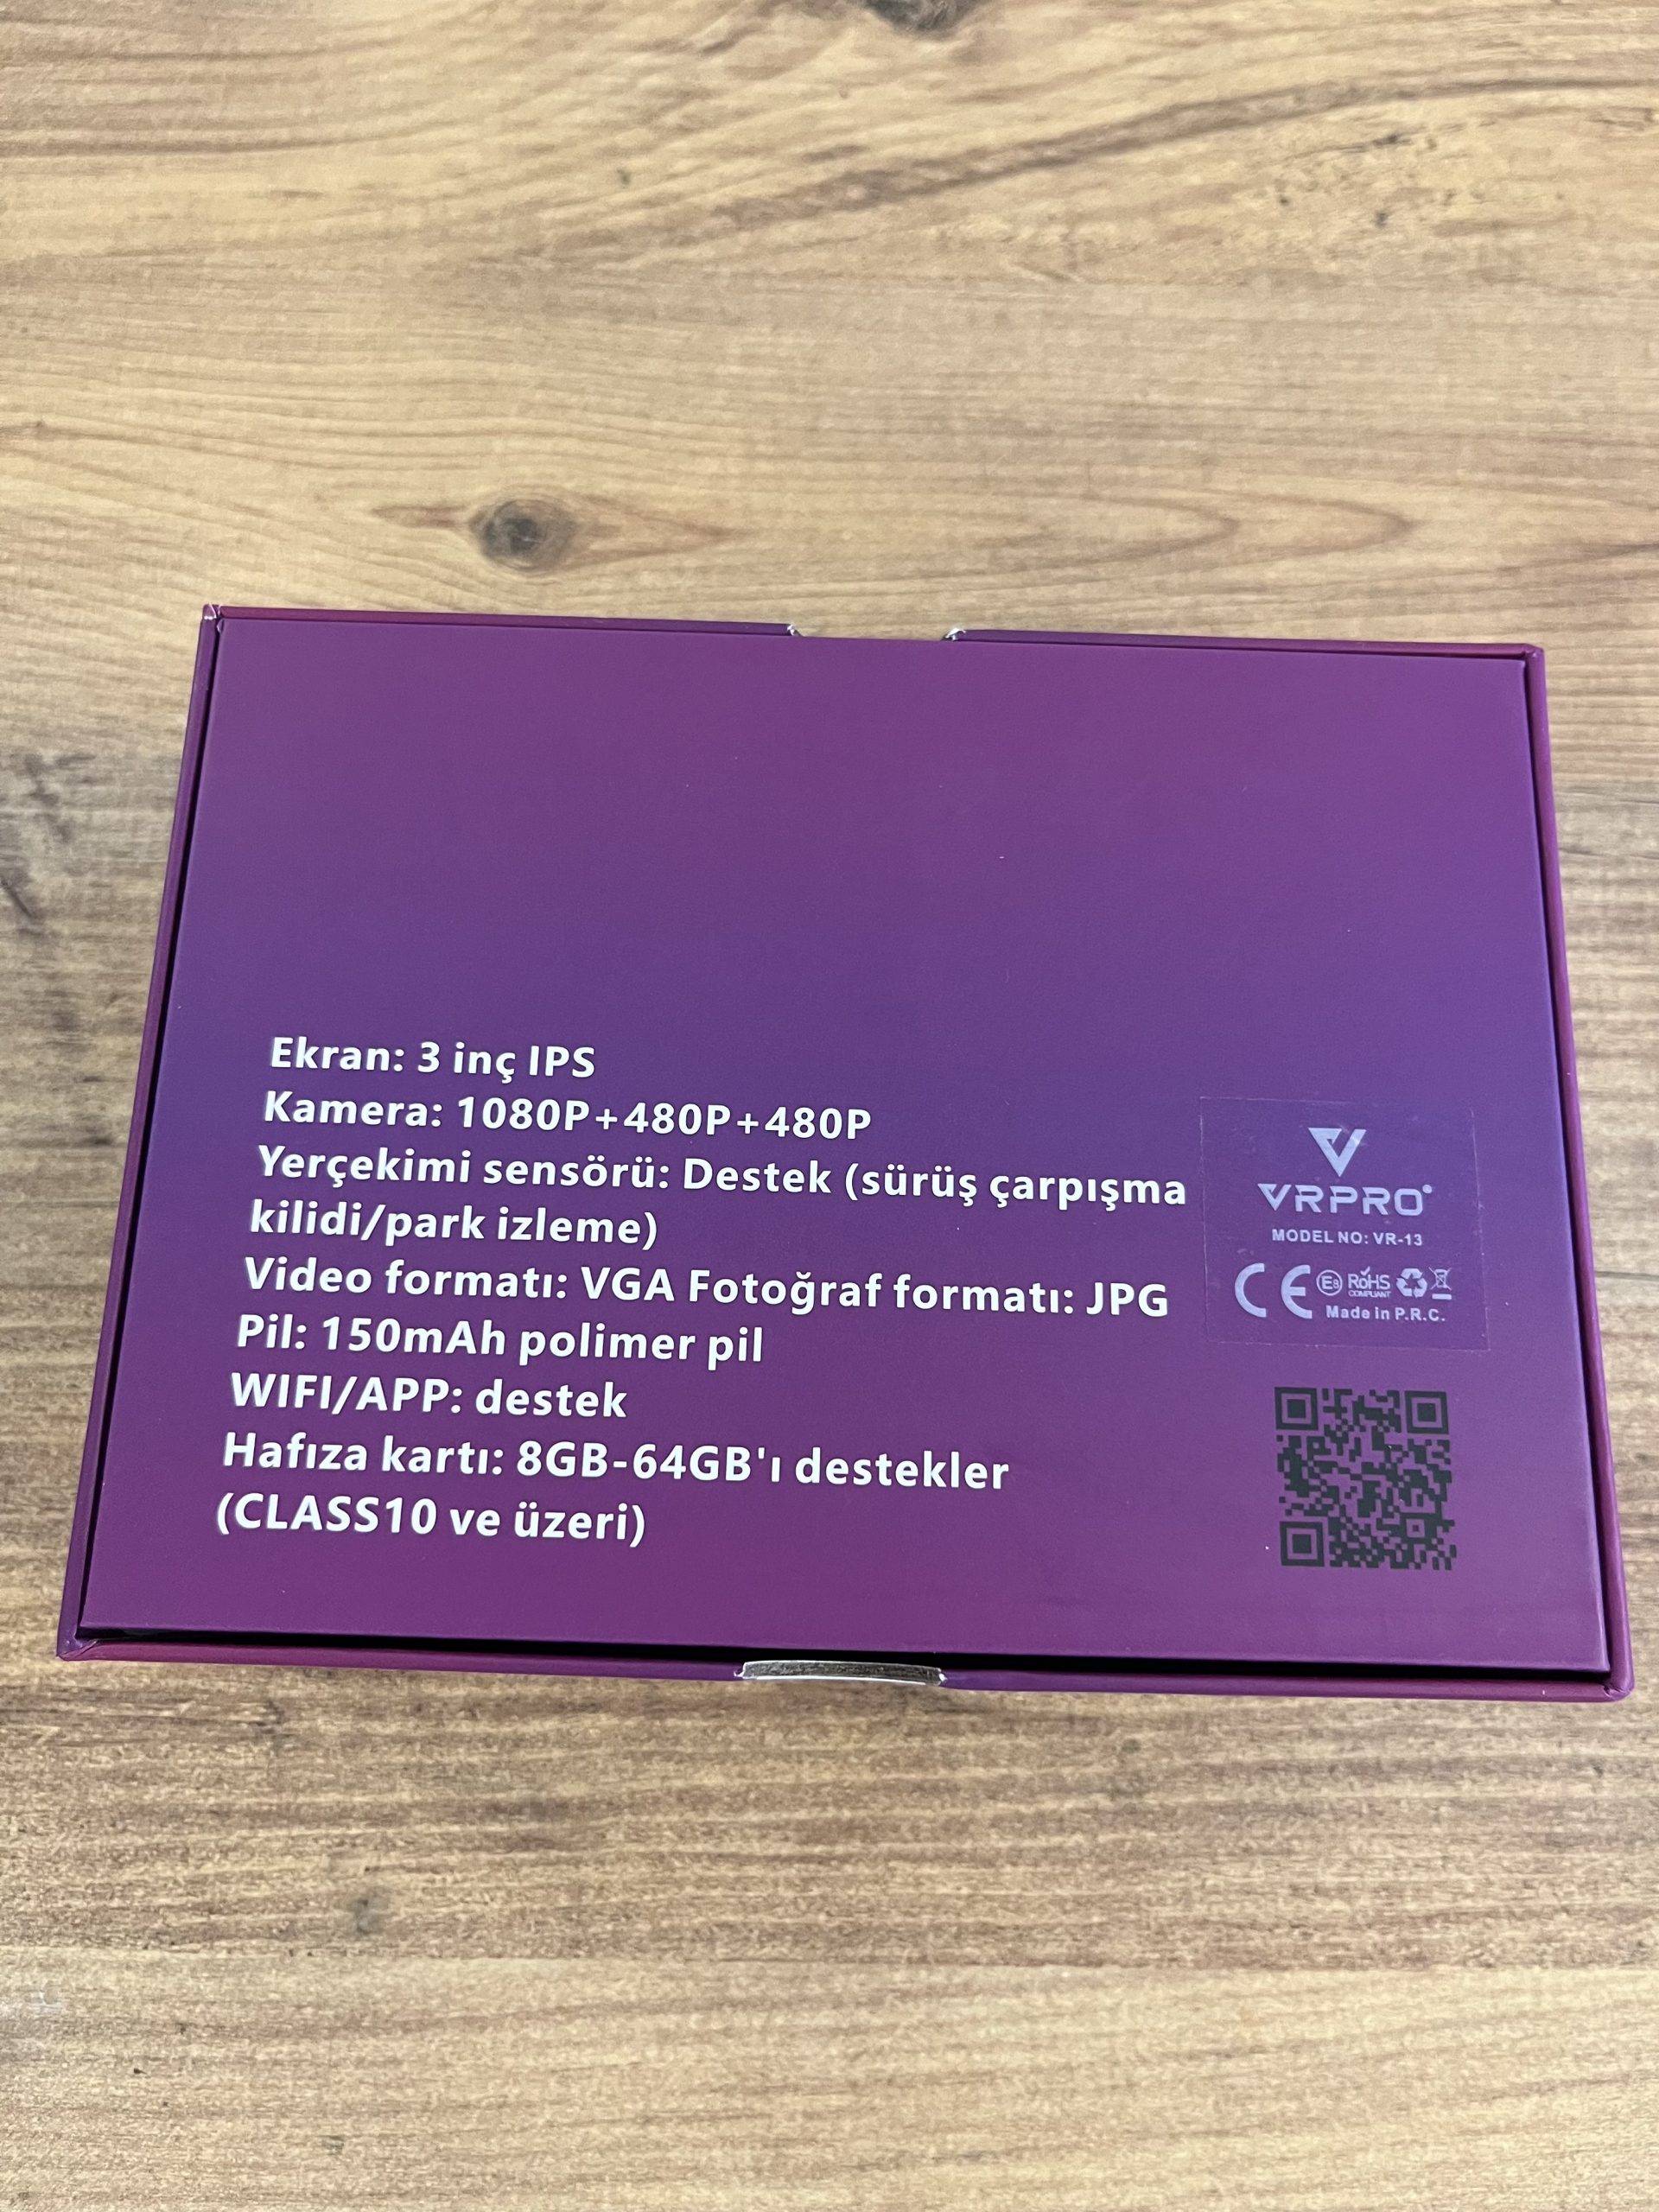 Ekran: 3 inç IPS
Kamera: 1080P+480P+480P
Yerçekimi sensörü: Destek (sürüş çarpışma
kilidi/park izleme)
Video formatı: VGA Fotoğraf formatı: JPG
Pil: 150mAh polimer pil
WIFI/APP: destek
Hafıza kartı: 8GB-64GB'ı destekler
(CLASS10 ve üzeri)
VRPRO®
MODEL NO: VR-13
CE E8 RoHS
COMPLIANT
Made in P.R.C.